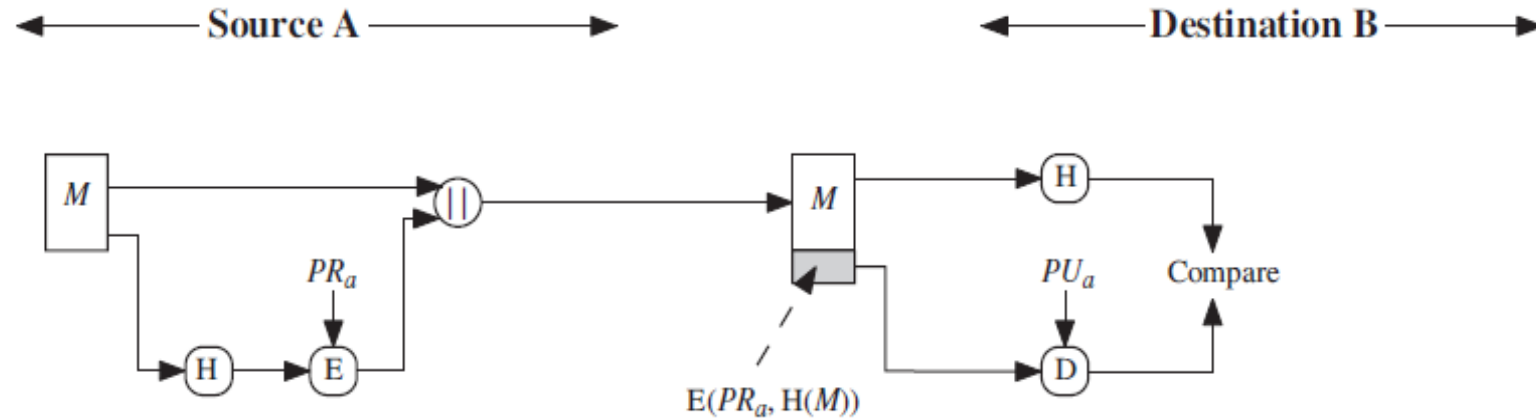 Source A
Destination B
M
||
M
H
PRₐ
PUₐ
Compare
H
E
D
E(PRₐ, H(M))